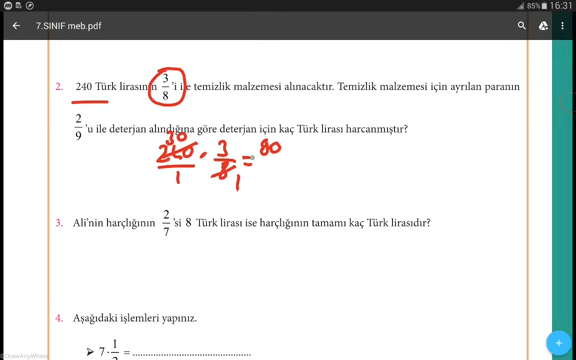 85% 16:31
7.SINIF meb.pdf
2. 240 Türk lirasının 3/8 'i ile temizlik malzemesi alınacaktır. Temizlik malzemesi için ayrılan paranın
2/9 'u ile deterjan alındığına göre deterjan için kaç Türk lirası harcanmıştır?
30
240/1 · 3/8 = 80
1
3. Ali'nin harçlığının 2/7 'si 8 Türk lirası ise harçlığının tamamı kaç Türk lirasıdır?
4. Aşağıdaki işlemleri yapınız.
➤ 7 · 1/ = ..................................................